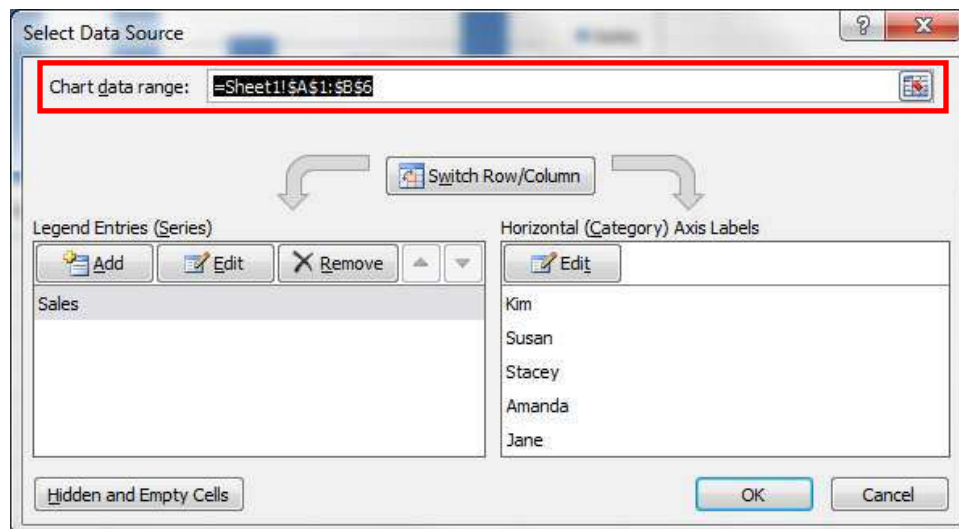 Select Data Source
Chart data range: =Sheet1!$A$1:$B$6
Switch Row/Column
Legend Entries (Series)
Add Edit Remove
Sales
Horizontal (Category) Axis Labels
Edit
Kim
Susan
Stacey
Amanda
Jane
Hidden and Empty Cells
OK Cancel